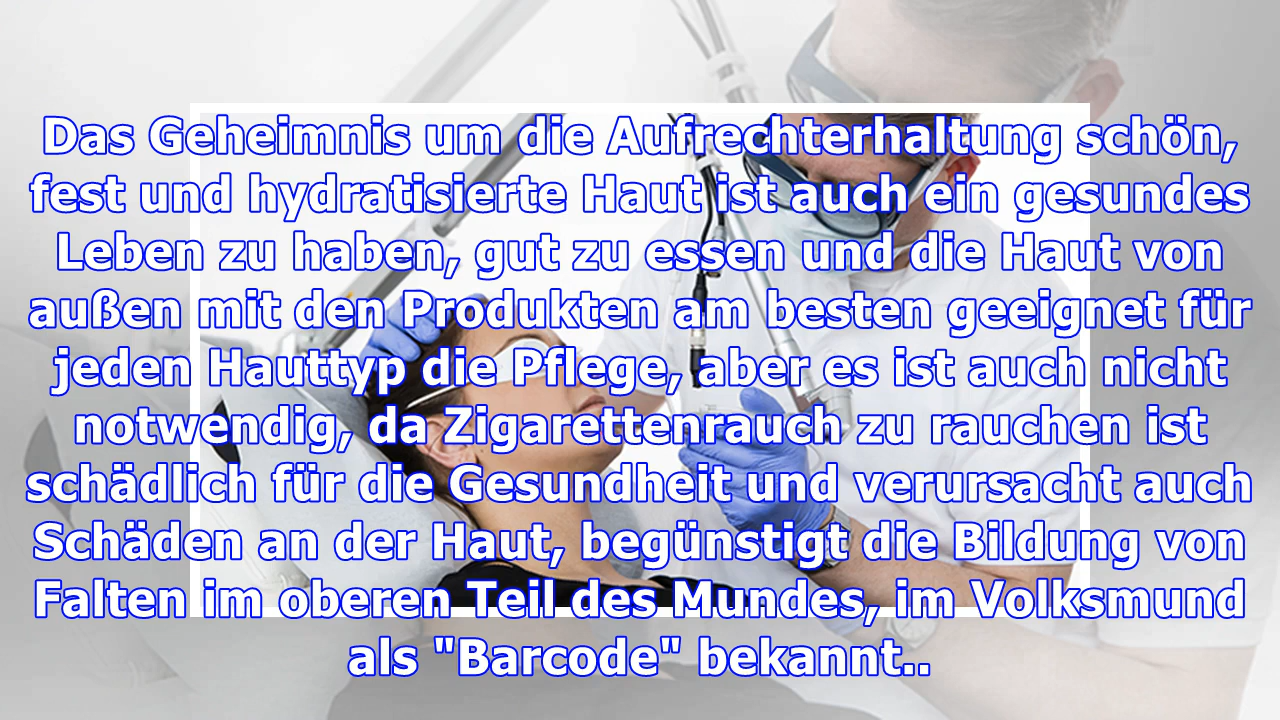 Das Geheimnis um die Aufrechterhaltung schön,
fest und hydratisierte Haut ist auch ein gesundes
Leben zu haben, gut zu essen und die Haut von
außen mit den Produkten am besten geeignet für
jeden Hauttyp die Pflege, aber es ist auch nicht
notwendig, da Zigarettenrauch zu rauchen ist
schädlich für die Gesundheit und verursacht auch
Schäden an der Haut, begünstigt die Bildung von
Falten im oberen Teil des Mundes, im Volksmund
als "Barcode" bekannt..